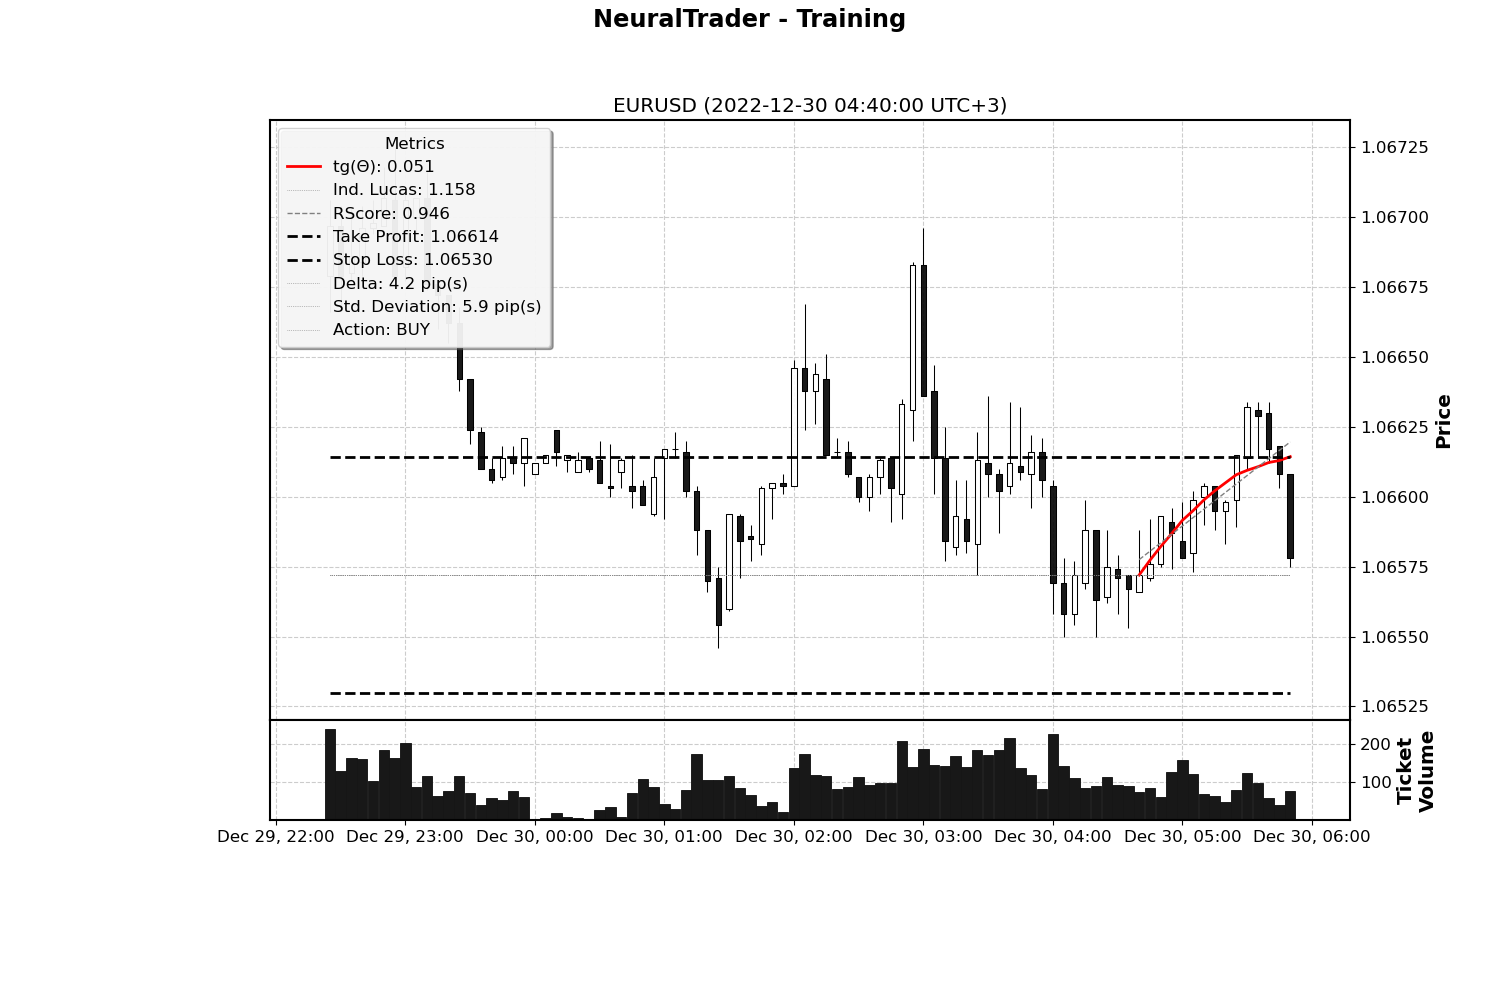 NeuralTrader - Training
EURUSD (2022-12-30 04:40:00 UTC+3)
Metrics
tg(Θ): 0.051
Ind. Lucas: 1.158
RScore: 0.946
Take Profit: 1.06614
Stop Loss: 1.06530
Delta: 4.2 pip(s)
Std. Deviation: 5.9 pip(s)
Action: BUY
1.06725
1.06700
1.06675
1.06650
1.06625
1.06600
1.06575
1.06550
1.06525
Price
200
100
Ticket
Volume
Dec 29, 22:00 Dec 29, 23:00 Dec 30, 00:00 Dec 30, 01:00 Dec 30, 02:00 Dec 30, 03:00 Dec 30, 04:00 Dec 30, 05:00 Dec 30, 06:00